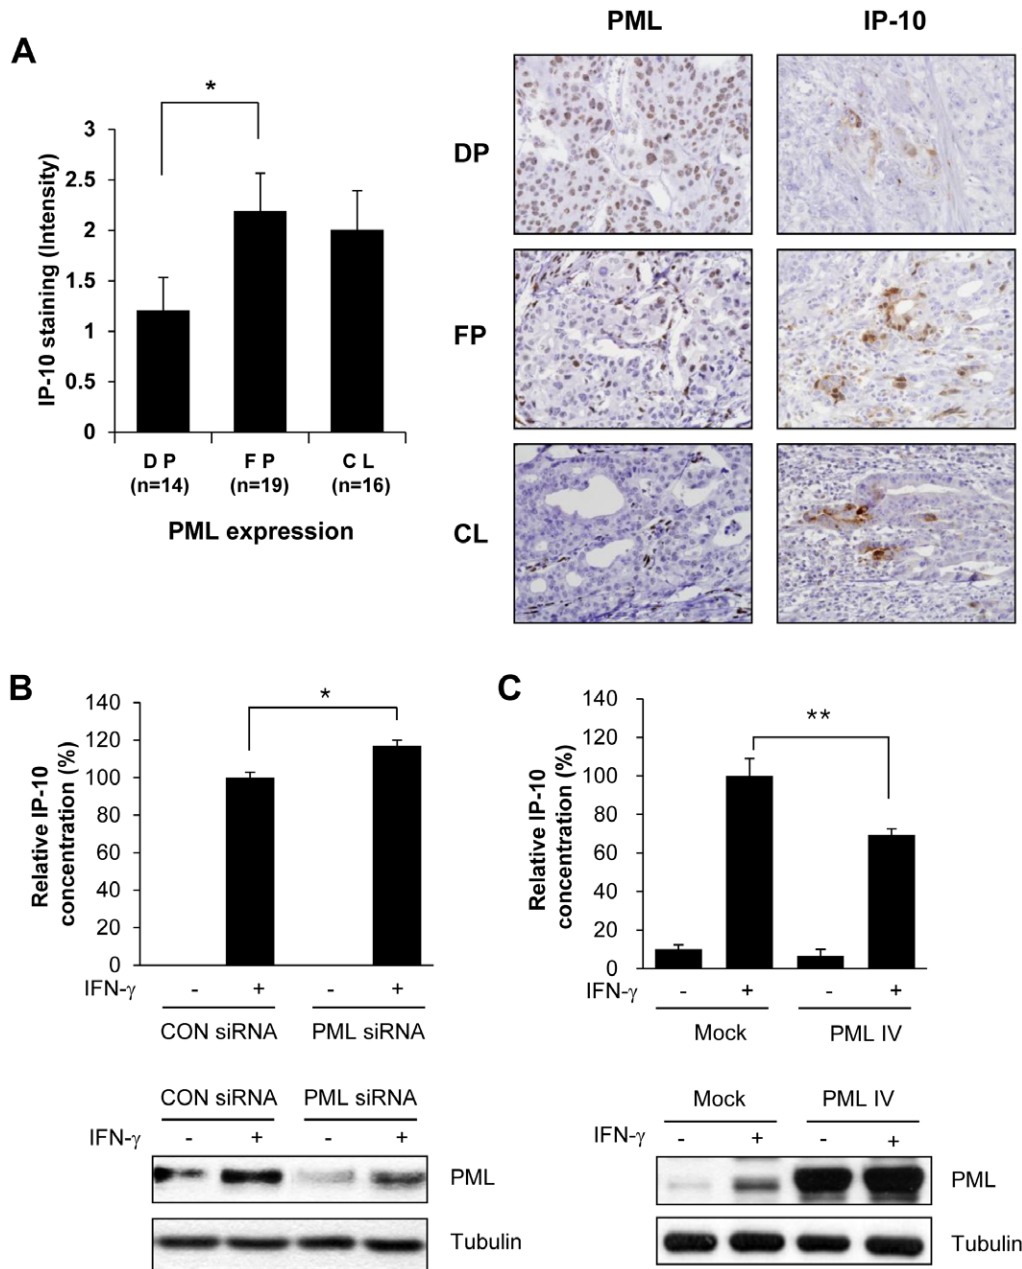 A
PML IP-10
*
3
2.5
2
1.5
1
0.5
0
IP-10 staining (Intensity)
D P F P C L
(n=14) (n=19) (n=16)
PML expression
DP
FP
CL
B
140
120
100
80
60
40
20
0
Relative IP-10
concentration (%)
*
IFN-γ - + - +
CON siRNA PML siRNA
CON siRNA PML siRNA
IFN-γ - + - +
PML
Tubulin
C
140
120
100
80
60
40
20
0
Relative IP-10
concentration (%)
**
IFN-γ - + - +
Mock PML IV
Mock PML IV
IFN-γ - + - +
PML
Tubulin